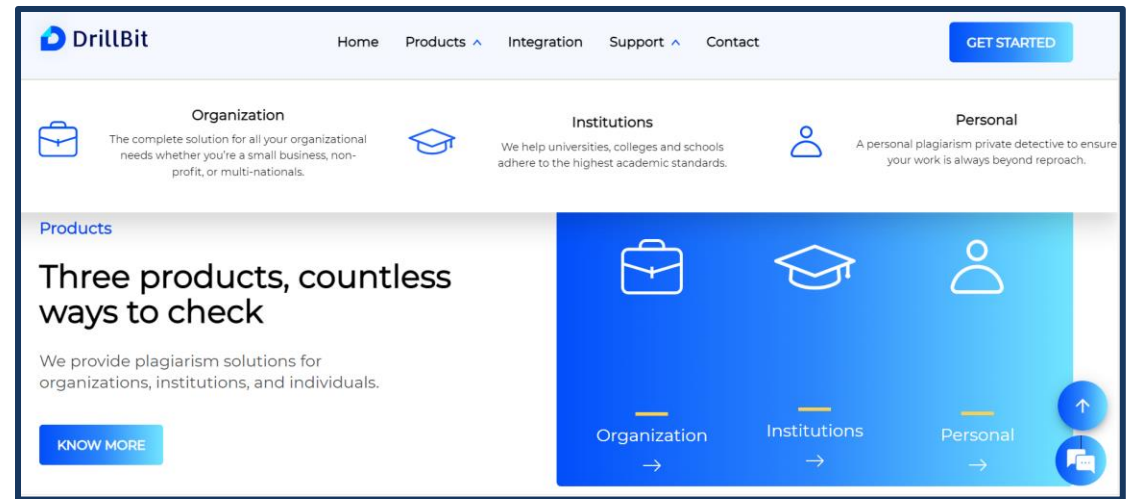 DrillBit
Home Products Integration Support Contact
GET STARTED
Organization
The complete solution for all your organizational
needs whether you're a small business, non-
profit, or multi-nationals.
Institutions
We help universities, colleges and schools
adhere to the highest academic standards.
Personal
A personal plagiarism private detective to ensure
your work is always beyond reproach.
Products
Three products, countless
ways to check
We provide plagiarism solutions for
organizations, institutions, and individuals.
KNOW MORE
Organization
Institutions
Personal